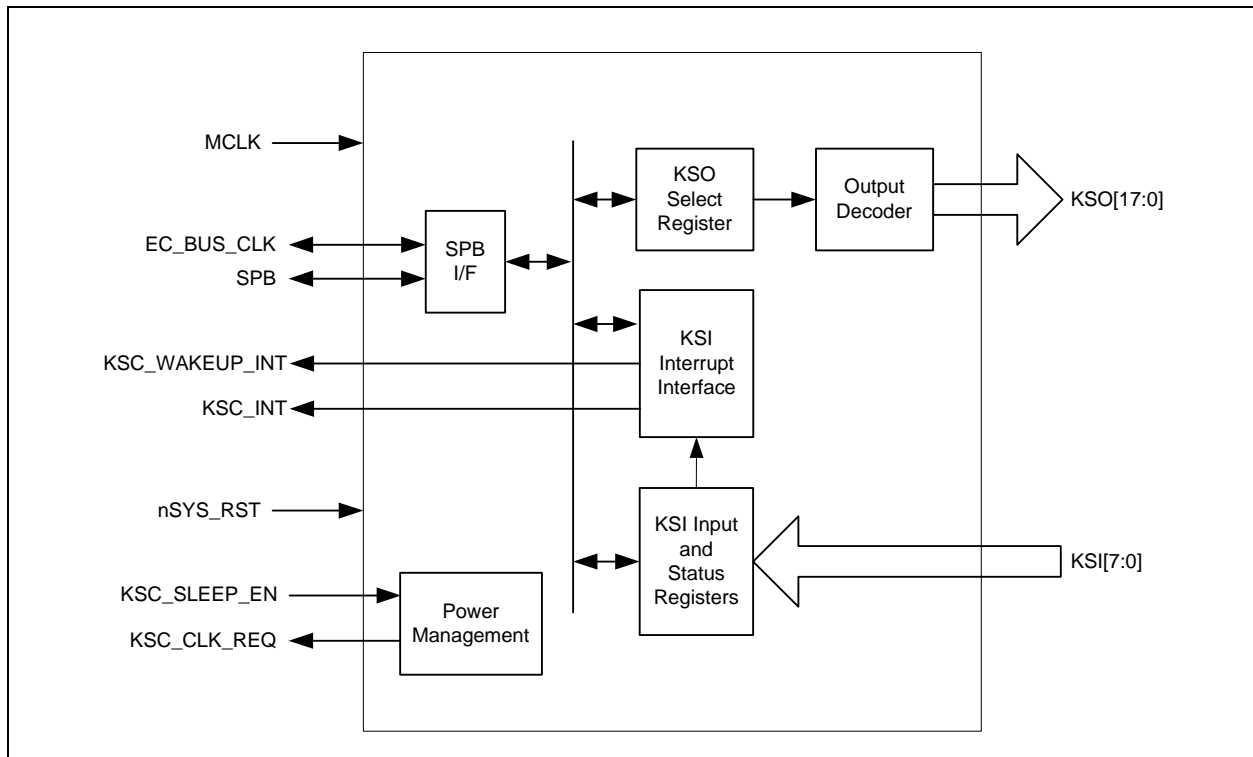 MCLK
EC_BUS_CLK
SPB
KSC_WAKEUP_INT
KSC_INT
nSYS_RST
KSC_SLEEP_EN
KSC_CLK_REQ
SPB
I/F
Power
Management
KSO
Select
Register
Output
Decoder
KSO[17:0]
KSI
Interrupt
Interface
KSI Input
and
Status
Registers
KSI[7:0]